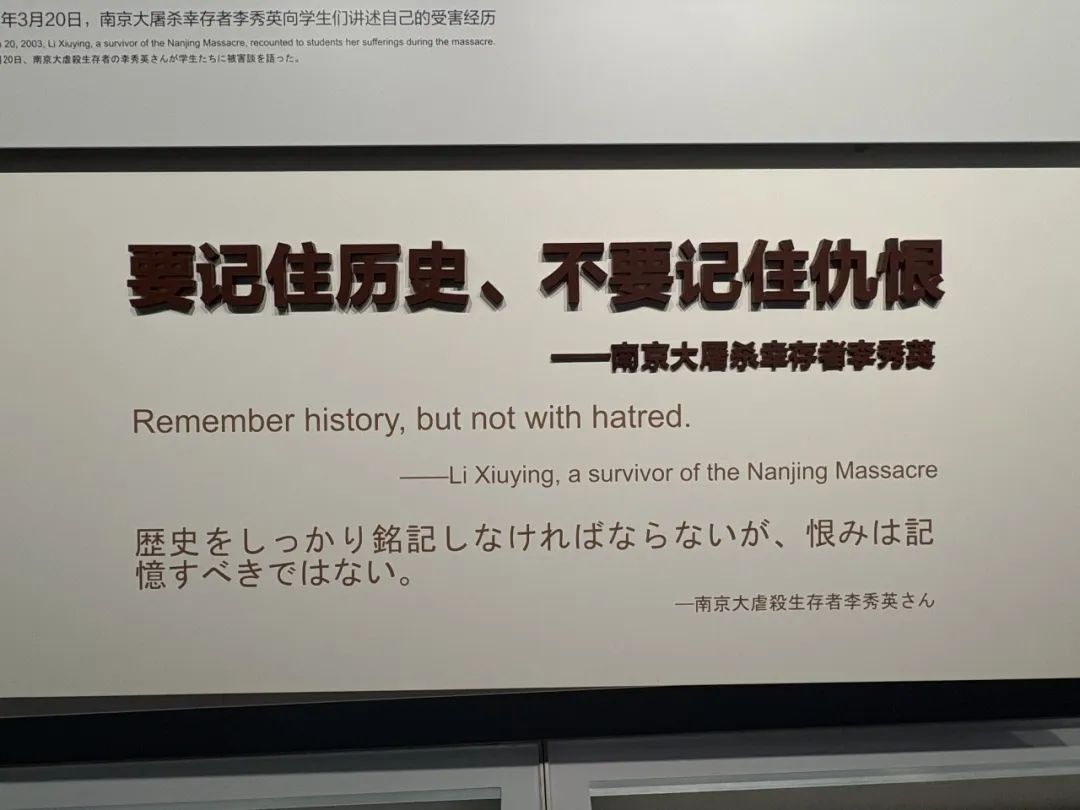 年3月20日，南京大屠杀幸存者李秀英向学生们讲述自己的受害经历
20, 2003, Li Xiuying, a survivor of the Nanjing Massacre, recounted to students her sufferings during the massacre.
20日、南京大虐殺生存者の李秀英さんが学生たちに被害談を語った。
要记住历史、不要记住仇恨
——南京大屠杀幸存者李秀英
Remember history, but not with hatred.
——Li Xiuying, a survivor of the Nanjing Massacre
歴史をしっかり銘記しなければならないが、恨みは記
憶すべきではない。
—南京大虐殺生存者李秀英さん